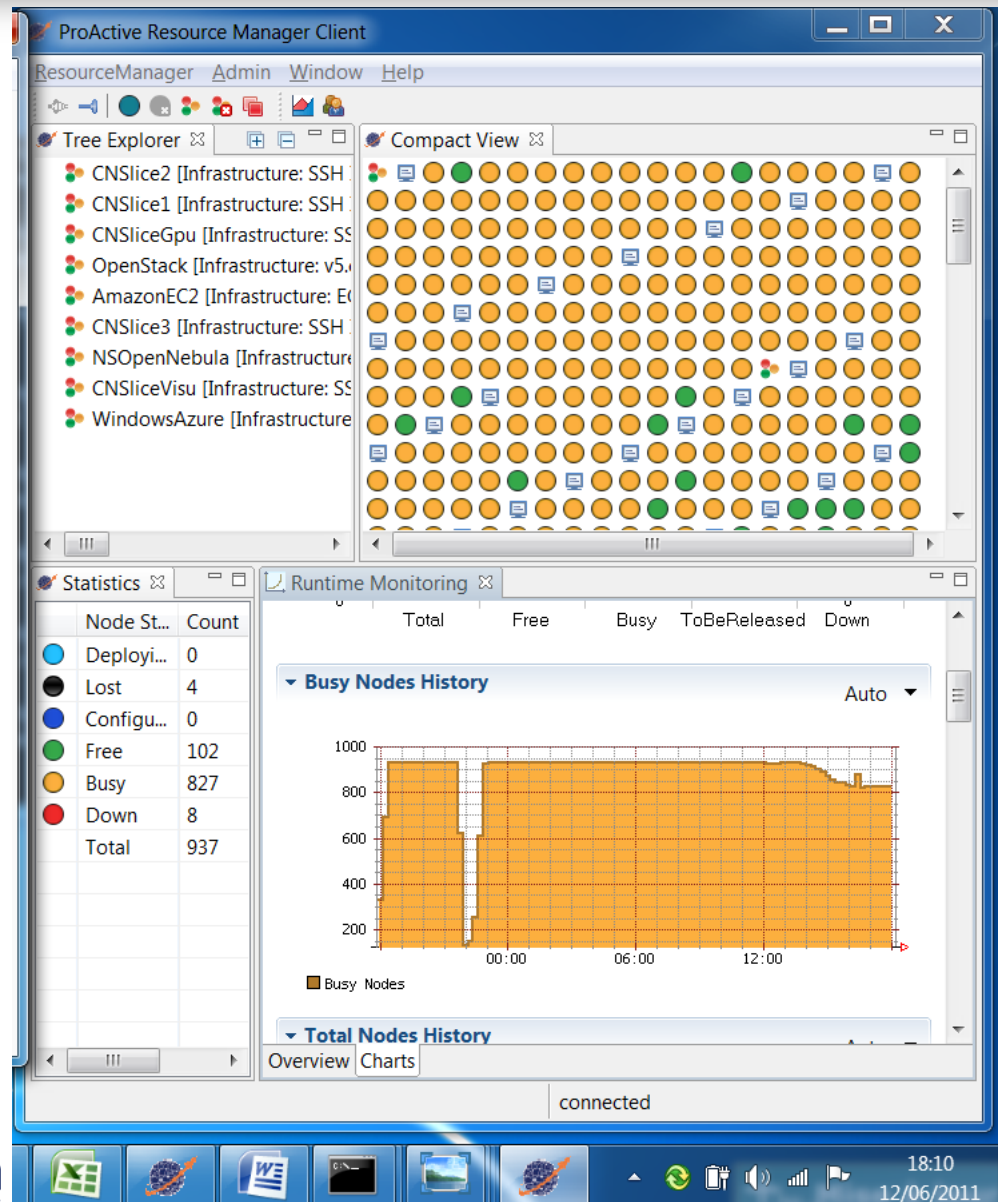 ProActive Resource Manager Client
ResourceManager Admin Window Help
Tree Explorer
Compact View
CNSlice2 [Infrastructure: SSH
CNSlice1 [Infrastructure: SSH
CNSliceGpu [Infrastructure: SS
OpenStack [Infrastructure: v5.
AmazonEC2 [Infrastructure: E
CNSlice3 [Infrastructure: SSH
NSOpenNebula [Infrastructure
CNSliceVisu [Infrastructure: SS
WindowsAzure [Infrastructure
Statistics
Node St... Count
Deployi... 0
Lost 4
Configu... 0
Free 102
Busy 827
Down 8
Total 937
Runtime Monitoring
Total Free Busy ToBeReleased Down
Busy Nodes History
Auto
1000
800
600
400
200
00:00 06:00 12:00
Busy Nodes
Total Nodes History
Overview Charts
connected
18:10
12/06/2011